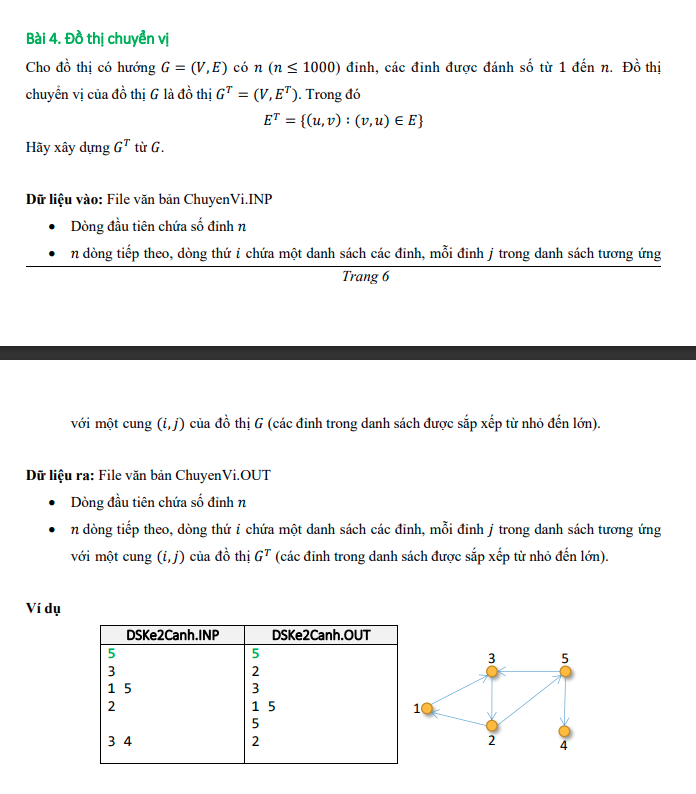 Bài 4. Đồ thị chuyển vị
Cho đồ thị có hướng G = (V, E) có n (n ≤ 1000) đỉnh, các đỉnh được đánh số từ 1 đến n. Đồ thị
chuyển vị của đồ thị G là đồ thị Gᵀ = (V, Eᵀ). Trong đó
Eᵀ = {(u, v) : (v, u) ∈ E}
Hãy xây dựng Gᵀ từ G.
Dữ liệu vào: File văn bản ChuyenVi.INP
• Dòng đầu tiên chứa số đỉnh n
• n dòng tiếp theo, dòng thứ i chứa một danh sách các đỉnh, mỗi đỉnh j trong danh sách tương ứng
Trang 6
với một cung (i, j) của đồ thị G (các đỉnh trong danh sách được sắp xếp từ nhỏ đến lớn).
Dữ liệu ra: File văn bản ChuyenVi.OUT
• Dòng đầu tiên chứa số đỉnh n
• n dòng tiếp theo, dòng thứ i chứa một danh sách các đỉnh, mỗi đỉnh j trong danh sách tương ứng
với một cung (i, j) của đồ thị Gᵀ (các đỉnh trong danh sách được sắp xếp từ nhỏ đến lớn).
Ví dụ
DSKe2Canh.INP DSKe2Canh.OUT
5 5
3 2
1 5 3
2 1 5
5
3 4 2
3 5
1
2 4